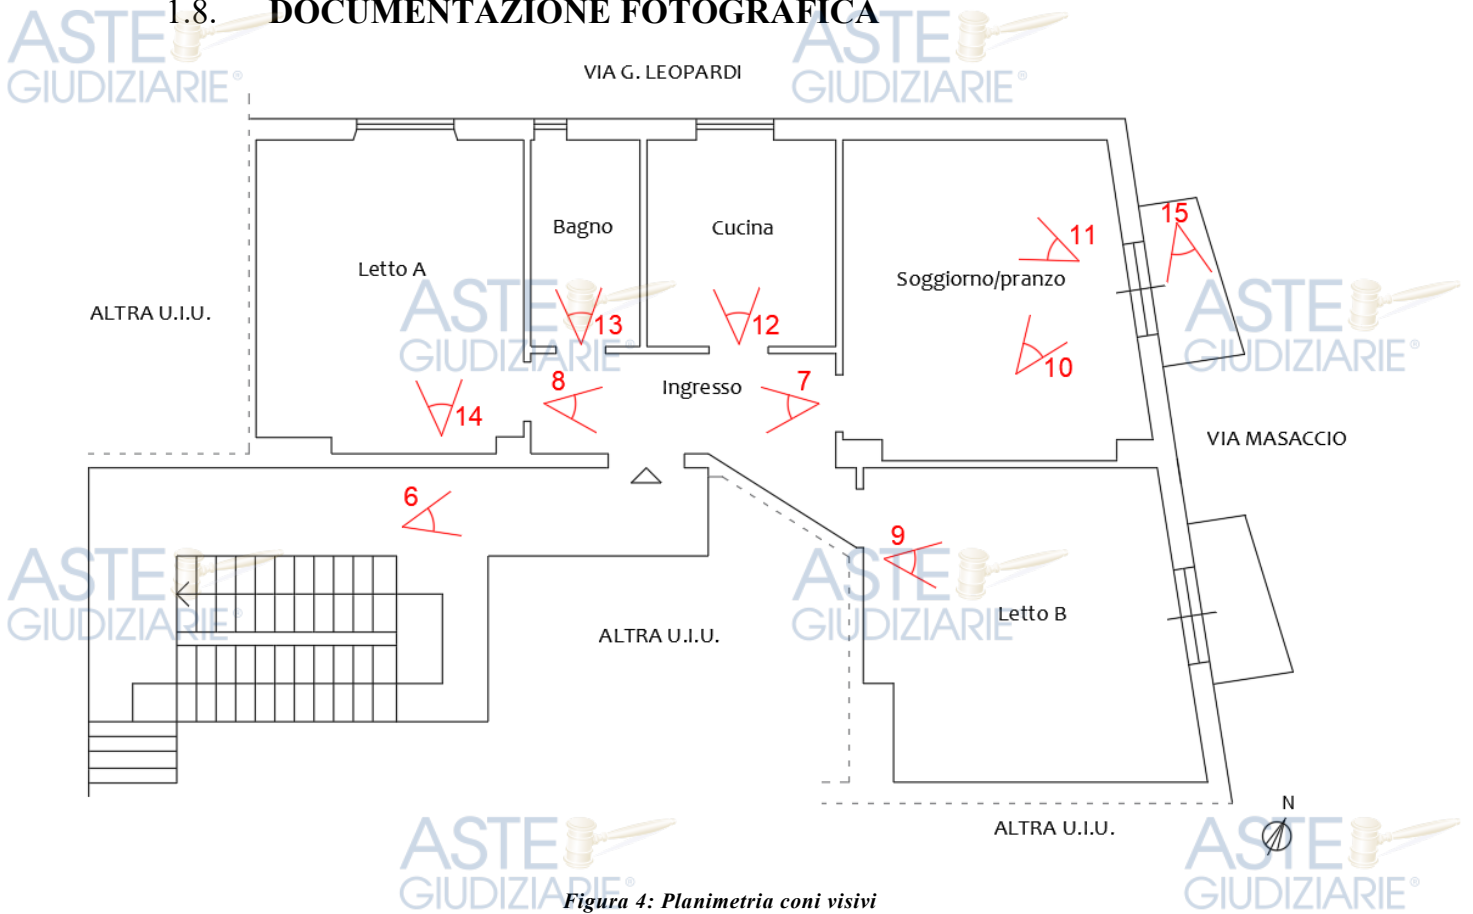 1.8. DOCUMENTAZIONE FOTOGRAFICA
ASTE GIUDIZIARIE®
ASTE GIUDIZIARIE®
VIA G. LEOPARDI
15
Bagno
Cucina
11
Letto A
Soggiorno/pranzo
ALTRA U.I.U.
ASTE GIUDIZIARIE®
ASTE GIUDIZIARIE®
13
12
10
8
Ingresso
7
14
VIA MASACCIO
6
9
ASTE GIUDIZIARIE®
ASTE GIUDIZIARIE®
Letto B
ALTRA U.I.U.
N
ALTRA U.I.U.
ASTE GIUDIZIARIE®
ASTE GIUDIZIARIE®
Figura 4: Planimetria coni visivi